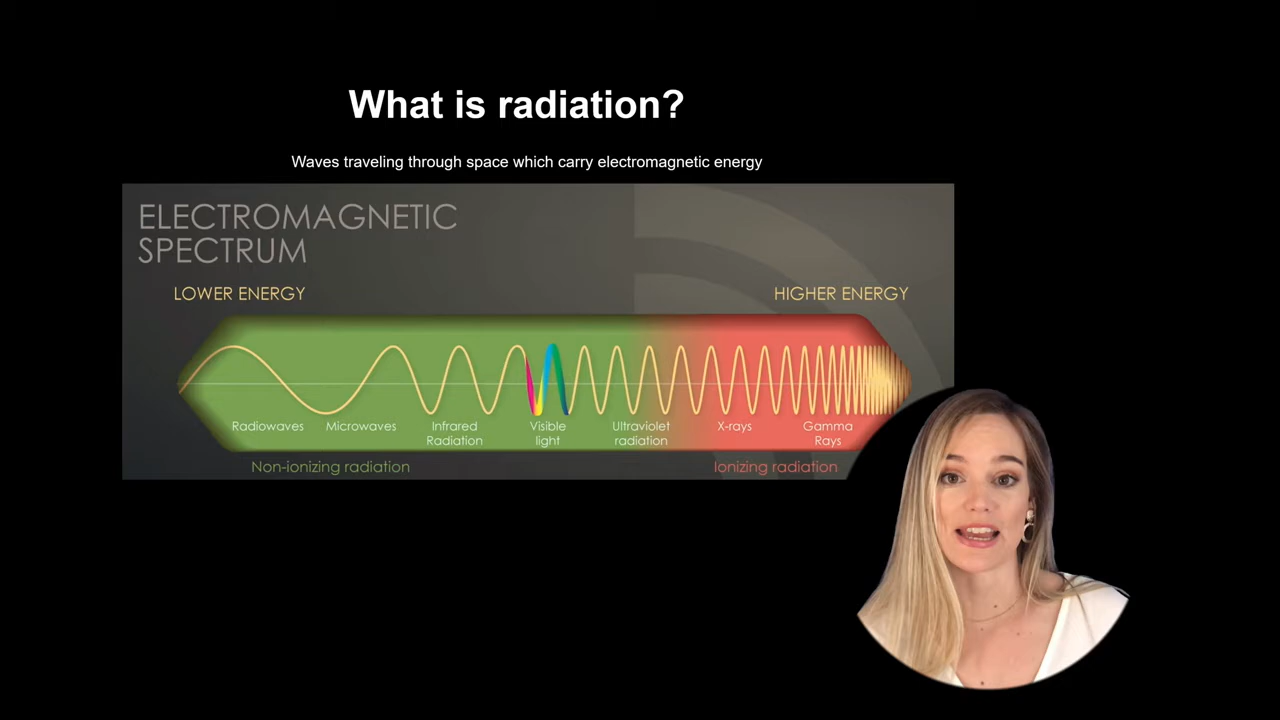 What is radiation?
Waves traveling through space which carry electromagnetic energy
ELECTROMAGNETIC
SPECTRUM
LOWER ENERGY
HIGHER ENERGY
Radiowaves
Microwaves
Infrared
Radiation
Visible
light
Ultraviolet
radiation
X-rays
Gamma
Rays
Non-ionizing radiation
Ionizing radiation